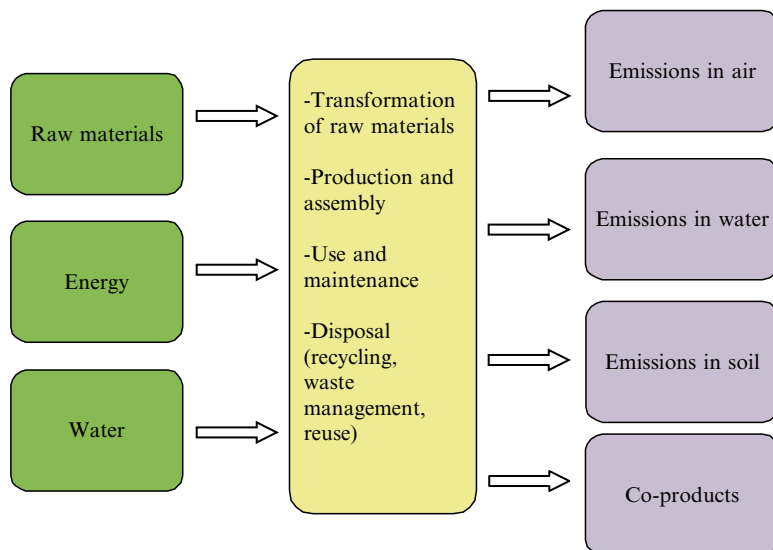 Raw materials
Energy
Water
-Transformation
of raw materials
-Production and
assembly
-Use and
maintenance
-Disposal
(recycling,
waste
management,
reuse)
Emissions in air
Emissions in water
Emissions in soil
Co-products